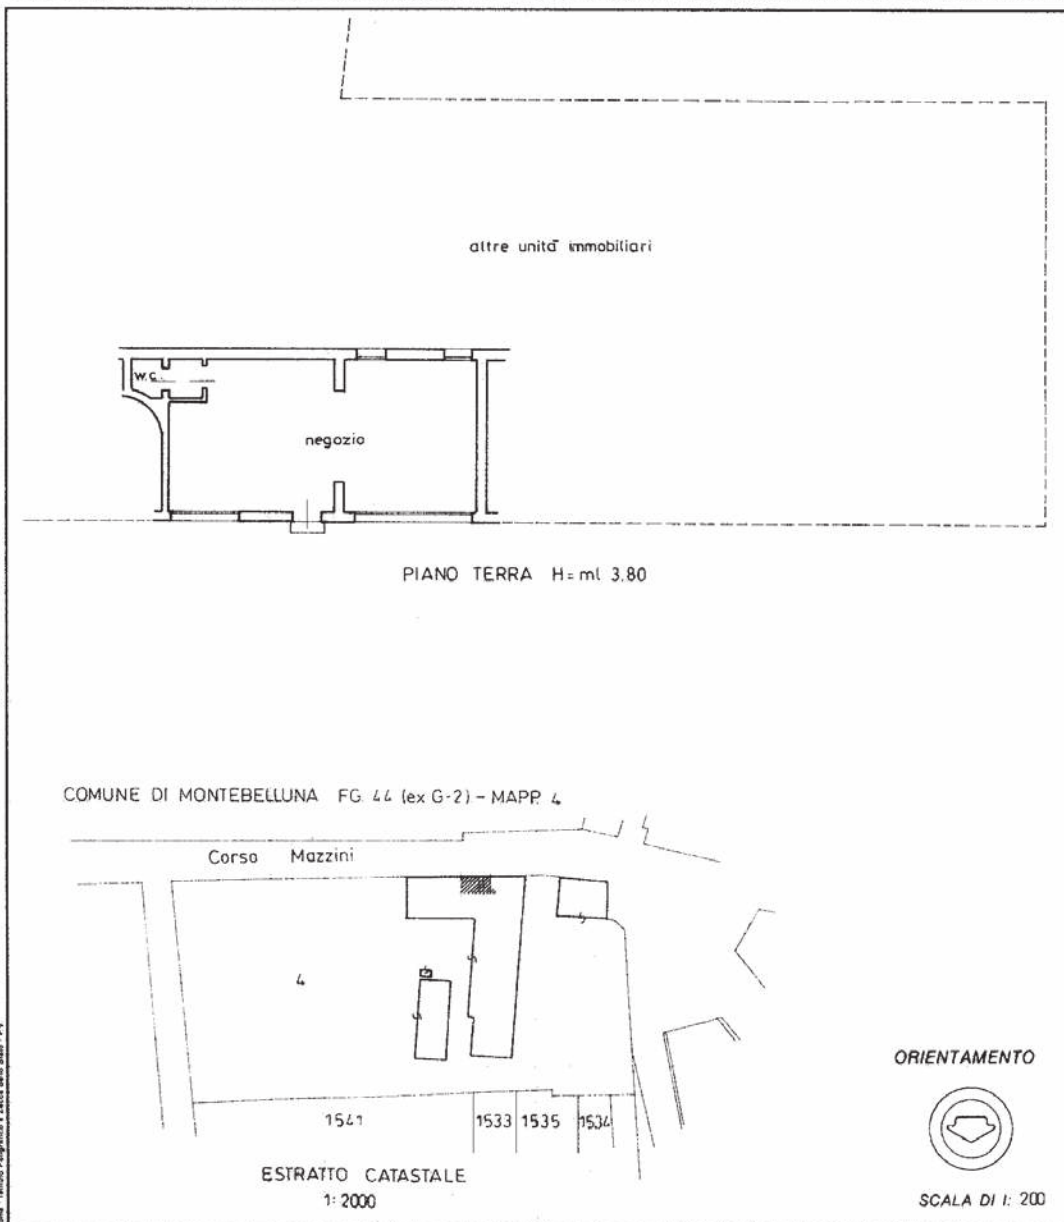 altre unità immobiliari
w.c.
negozio
PIANO TERRA H=ml 3.80
COMUNE DI MONTEBELLUNA FG. 44 (ex G-2) - MAPP. 4
Corso Mazzini
4
1541
1533
1535
1534
ESTRATTO CATASTALE
1:2000
ORIENTAMENTO
SCALA DI 1: 200